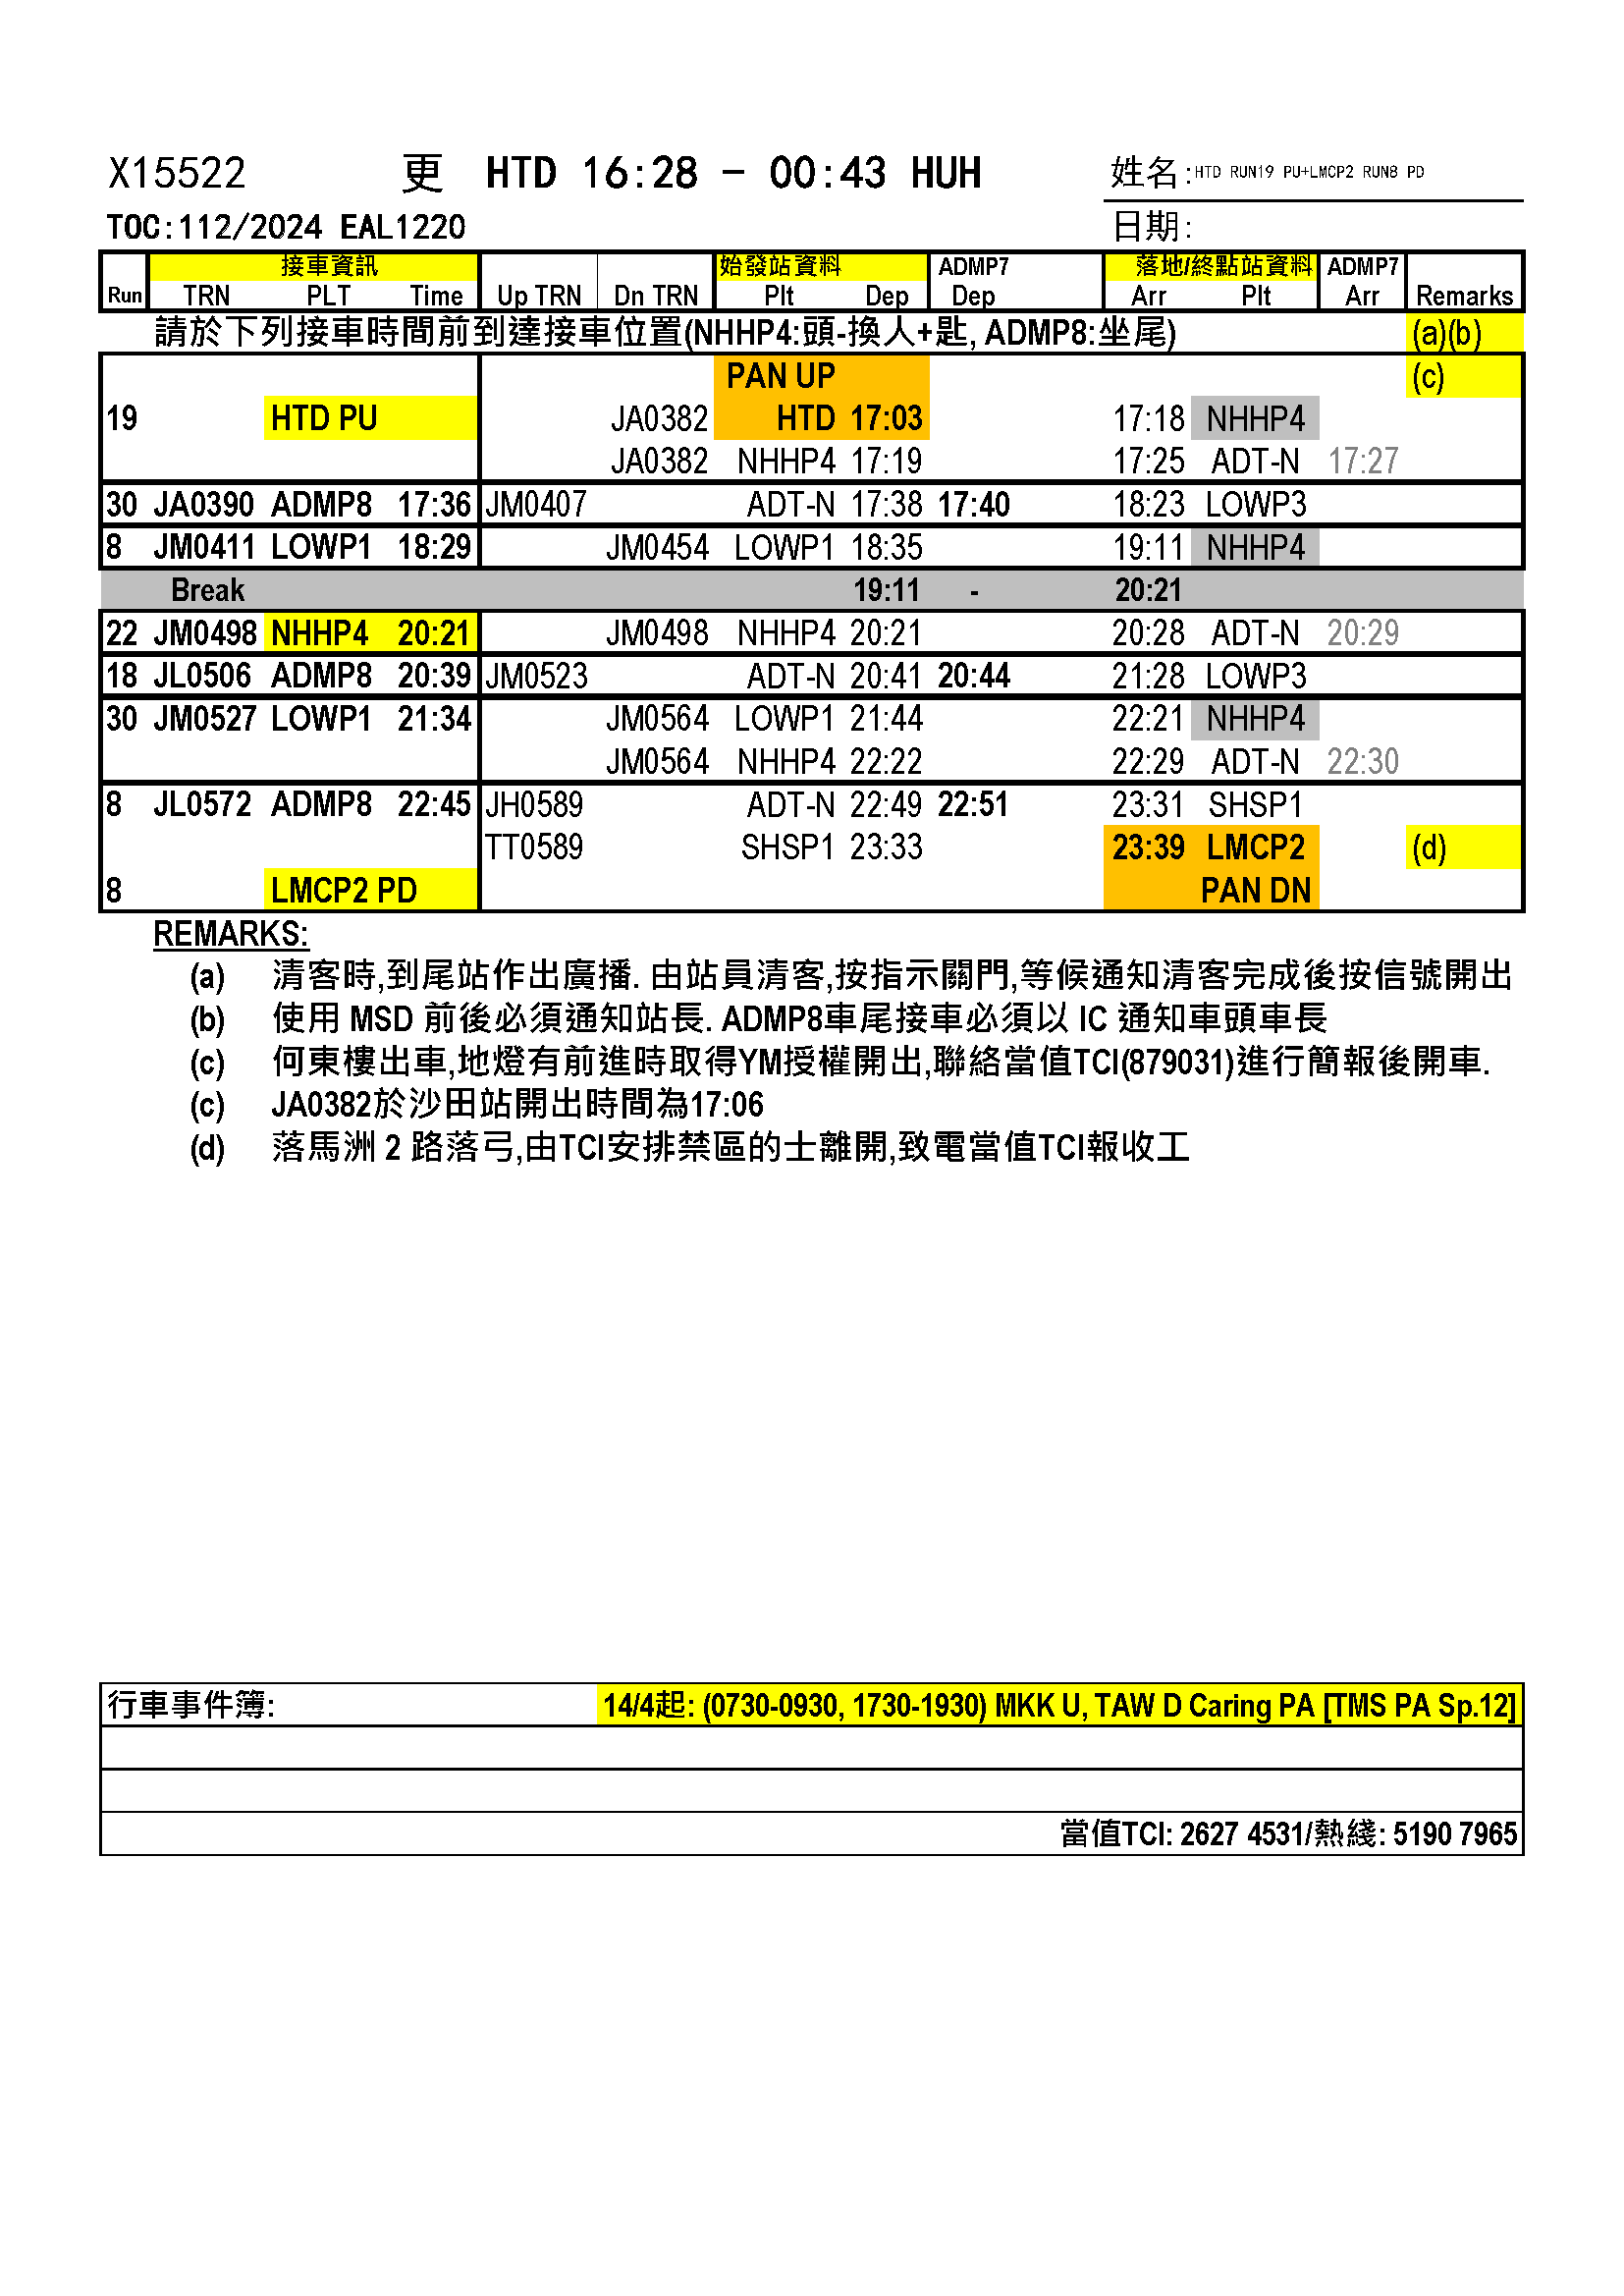 X15522 更 HTD 16:28 - 00:43 HUH 姓名:HTD RUN19 PU+LMCP2 RUN8 PD
TOC:112/2024 EAL1220 日期:
接車資訊 始發站資料 ADMP7 落地/終點站資料 ADMP7
Run TRN PLT Time Up TRN Dn TRN Plt Dep Dep Arr Plt Arr Remarks
請於下列接車時間前到達接車位置(NHHP4:頭-換人+匙, ADMP8:坐尾) (a)(b)
PAN UP (c)
19 HTD PU JA0382 HTD 17:03 17:18 NHHP4
JA0382 NHHP4 17:19 17:25 ADT-N 17:27
30 JA0390 ADMP8 17:36 JM0407 ADT-N 17:38 17:40 18:23 LOWP3
8 JM0411 LOWP1 18:29 JM0454 LOWP1 18:35 19:11 NHHP4
Break 19:11 - 20:21
22 JM0498 NHHP4 20:21 JM0498 NHHP4 20:21 20:28 ADT-N 20:29
18 JL0506 ADMP8 20:39 JM0523 ADT-N 20:41 20:44 21:28 LOWP3
30 JM0527 LOWP1 21:34 JM0564 LOWP1 21:44 22:21 NHHP4
JM0564 NHHP4 22:22 22:29 ADT-N 22:30
8 JL0572 ADMP8 22:45 JH0589 ADT-N 22:49 22:51 23:31 SHSP1
TT0589 SHSP1 23:33 23:39 LMCP2 (d)
8 LMCP2 PD PAN DN
REMARKS:
(a) 清客時,到尾站作出廣播. 由站員清客,按指示關門,等候通知清客完成後按信號開出
(b) 使用 MSD 前後必須通知站長. ADMP8車尾接車必須以 IC 通知車頭車長
(c) 何東樓出車,地燈有前進時取得YM授權開出,聯絡當值TCI(879031)進行簡報後開車.
(c) JA0382於沙田站開出時間為17:06
(d) 落馬洲 2 路落弓,由TCI安排禁區的士離開,致電當值TCI報收工
行車事件簿: 14/4起: (0730-0930, 1730-1930) MKK U, TAW D Caring PA [TMS PA Sp.12]
當值TCI: 2627 4531/熱綫: 5190 7965